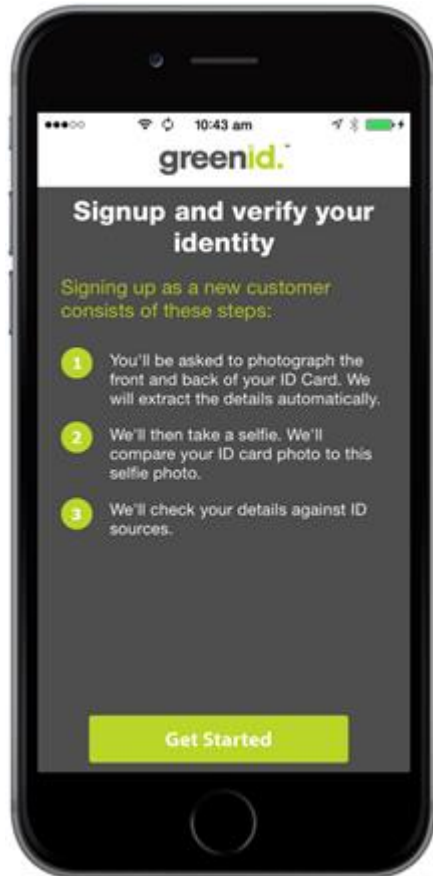 10:43 am
greenid.™
Signup and verify your
identity
Signing up as a new customer
consists of these steps:
1 You'll be asked to photograph the
front and back of your ID Card. We
will extract the details automatically.
2 We'll then take a selfie. We'll
compare your ID card photo to this
selfie photo.
3 We'll check your details against ID
sources.
Get Started